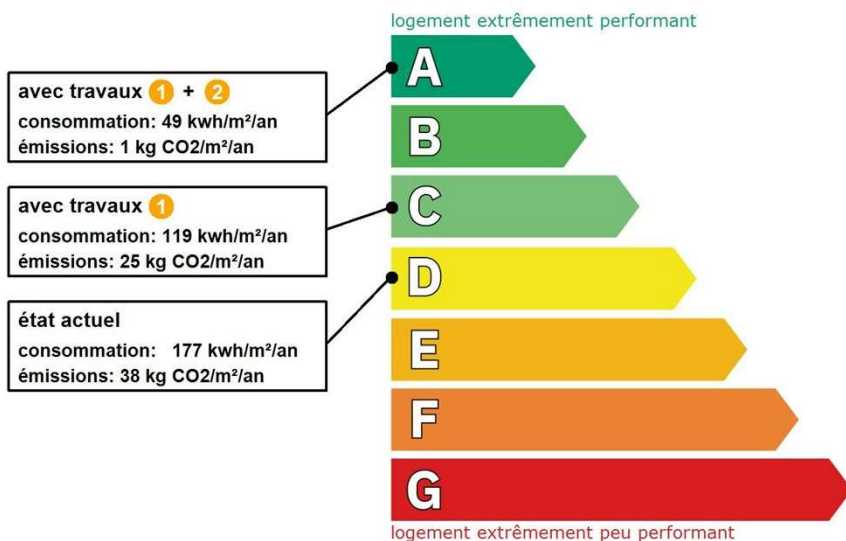 logement extrêmement performant
A
avec travaux 1 + 2
consommation: 49 kwh/m²/an
émissions: 1 kg CO2/m²/an
B
avec travaux 1
consommation: 119 kwh/m²/an
émissions: 25 kg CO2/m²/an
C
D
état actuel
consommation: 177 kwh/m²/an
émissions: 38 kg CO2/m²/an
E
F
G
logement extrêmement peu performant